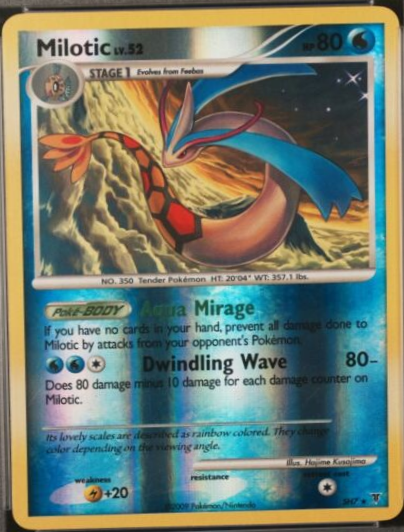 Milotic LV.52 HP 80
STAGE 1 Evolves from Feebas
NO. 350 Tender Pokémon HT: 20'04" WT: 357.1 lbs.
Poké-BODY Aqua Mirage
If you have no cards in your hand, prevent all damage done to
Milotic by attacks from your opponent's Pokémon.
Dwindling Wave 80–
Does 80 damage minus 10 damage for each damage counter on
Milotic.
Its lovely scales are described as rainbow colored. They change
color depending on the viewing angle.
Illus. Hajime Kusajima
weakness resistance
+20
©2009 Pokémon/Nintendo
SH7